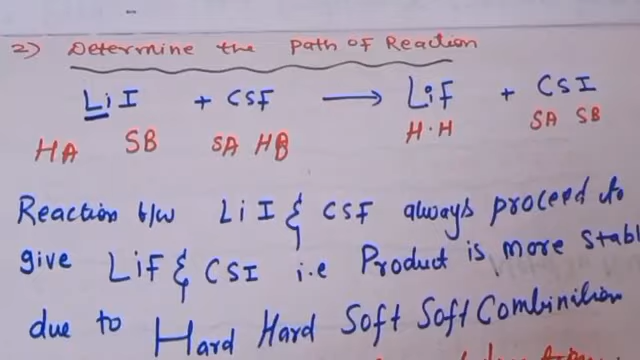 2) Determine the Path of Reaction
LiI + CSF → LiF + CSI
HA SB SA HB H.H SA SB
Reaction b/w LiI & CSF always proceed to
give LiF & CSI i.e Product is more Stabl
due to Hard Hard Soft Soft Combinition